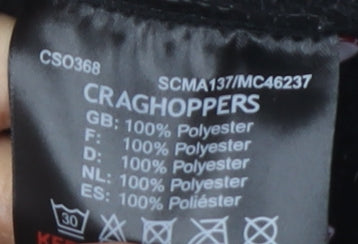 CSO368
SCMA137/MC46237
CRAGHOPPERS
GB: 100% Polyester
F: 100% Polyester
D: 100% Polyester
NL: 100% Polyester
ES: 100% Poliéster
30